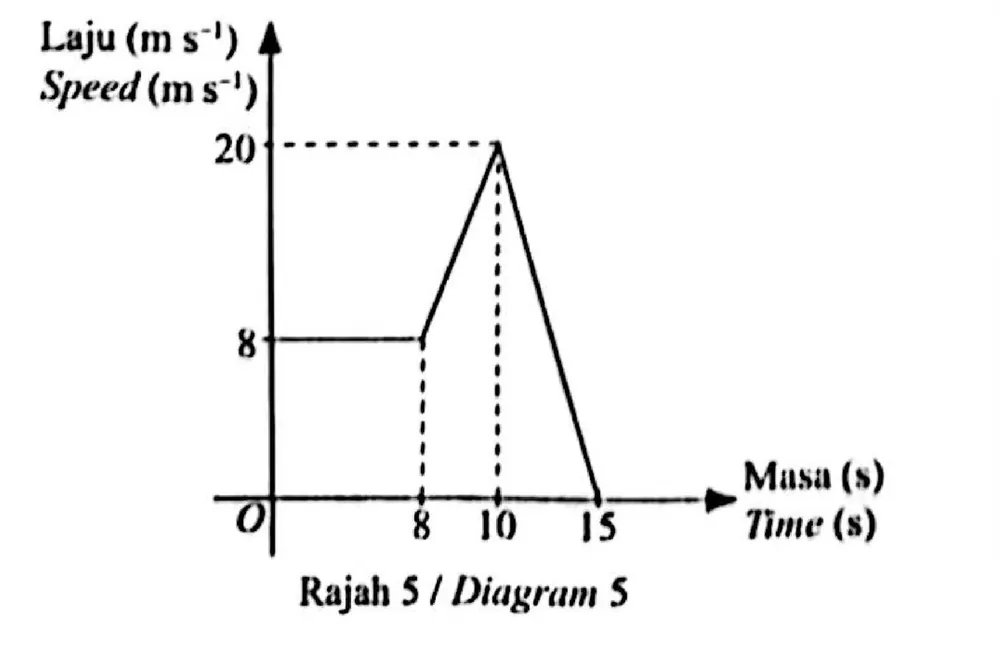 Laju (m s⁻¹)
Speed (m s⁻¹)
20
8
O
8 10 15
Masa (s)
Time (s)
Rajah 5 / Diagram 5